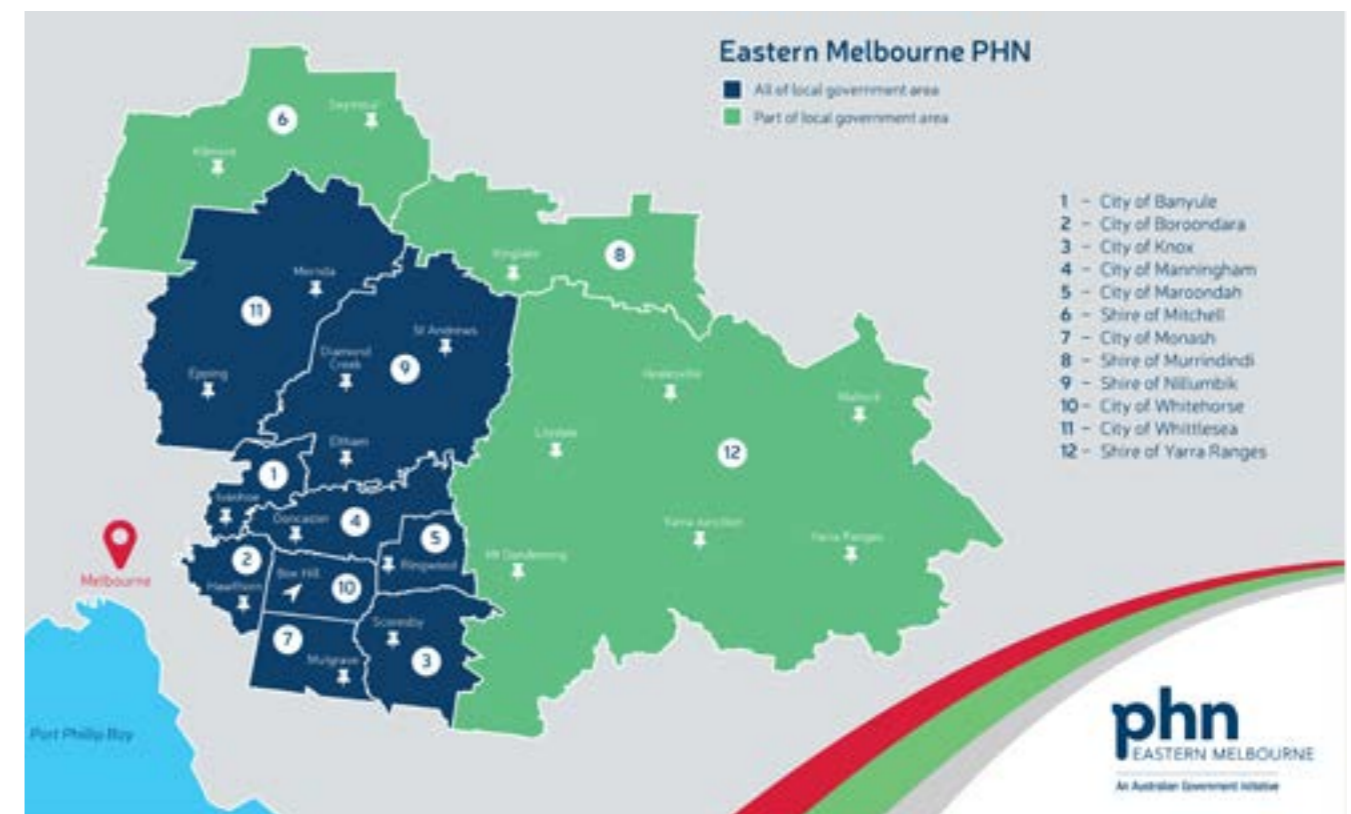 Eastern Melbourne PHN
All of local government area
Part of local government area
1 - City of Banyule
2 - City of Boroondara
3 - City of Knox
4 - City of Manningham
5 - City of Maroondah
6 - Shire of Mitchell
7 - City of Monash
8 - Shire of Murrindindi
9 - Shire of Nillumbik
10 - City of Whitehorse
11 - City of Whittlesea
12 - Shire of Yarra Ranges
6
Seymour
Kilmore
8
Kinglake
Mernda
11
St Andrews
Diamond
Creek
9
Epping
Healesville
Lilydale
12
Eltham
1
Ivanhoe
Doncaster
4
5
Ringwood
Yarra Junction
Yarra Ranges
Mt Dandenong
2
Hawthorn
Box Hill
10
Melbourne
7
Mulgrave
Scoresby
3
Port Phillip Bay
phn
EASTERN MELBOURNE
An Australian Government Initiative